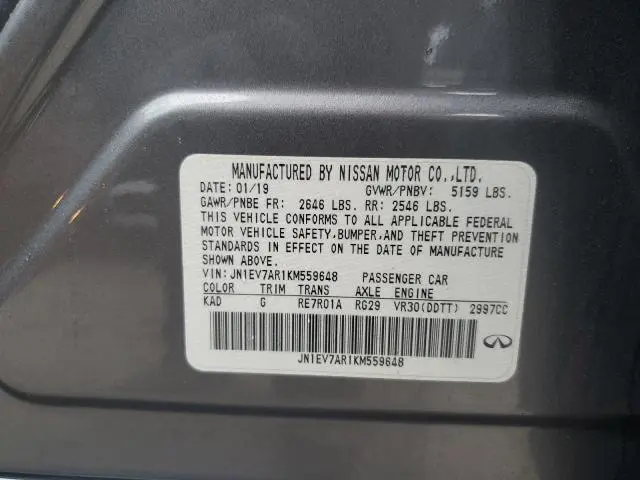 MANUFACTURED BY NISSAN MOTOR CO.,LTD.
DATE: 01/19 GVWR/PNBV: 5159 LBS.
GAWR/PNBE FR: 2646 LBS. RR: 2546 LBS.
THIS VEHICLE CONFORMS TO ALL APPLICABLE FEDERAL
MOTOR VEHICLE SAFETY,BUMPER,AND THEFT PREVENTION
STANDARDS IN EFFECT ON THE DATE OF MANUFACTURE
SHOWN ABOVE.
VIN: JN1EV7AR1KM559648 PASSENGER CAR
COLOR TRIM TRANS AXLE ENGINE
KAD G RE7R01A RG29 VR30(DDTT) 2997CC
JN1EV7AR1KM559648